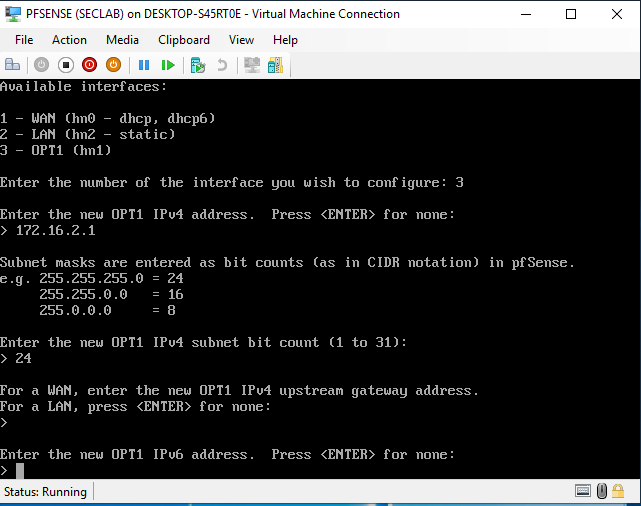 PFSENSE (SECLAB) on DESKTOP-S45RT0E - Virtual Machine Connection
File Action Media Clipboard View Help
Available interfaces:
1 - WAN (hn0 - dhcp, dhcp6)
2 - LAN (hn2 - static)
3 - OPT1 (hn1)
Enter the number of the interface you wish to configure: 3
Enter the new OPT1 IPv4 address.  Press <ENTER> for none:
> 172.16.2.1
Subnet masks are entered as bit counts (as in CIDR notation) in pfSense.
e.g. 255.255.255.0 = 24
     255.255.0.0   = 16
     255.0.0.0     = 8
Enter the new OPT1 IPv4 subnet bit count (1 to 31):
> 24
For a WAN, enter the new OPT1 IPv4 upstream gateway address.
For a LAN, press <ENTER> for none:
>
Enter the new OPT1 IPv6 address.  Press <ENTER> for none:
>
Status: Running